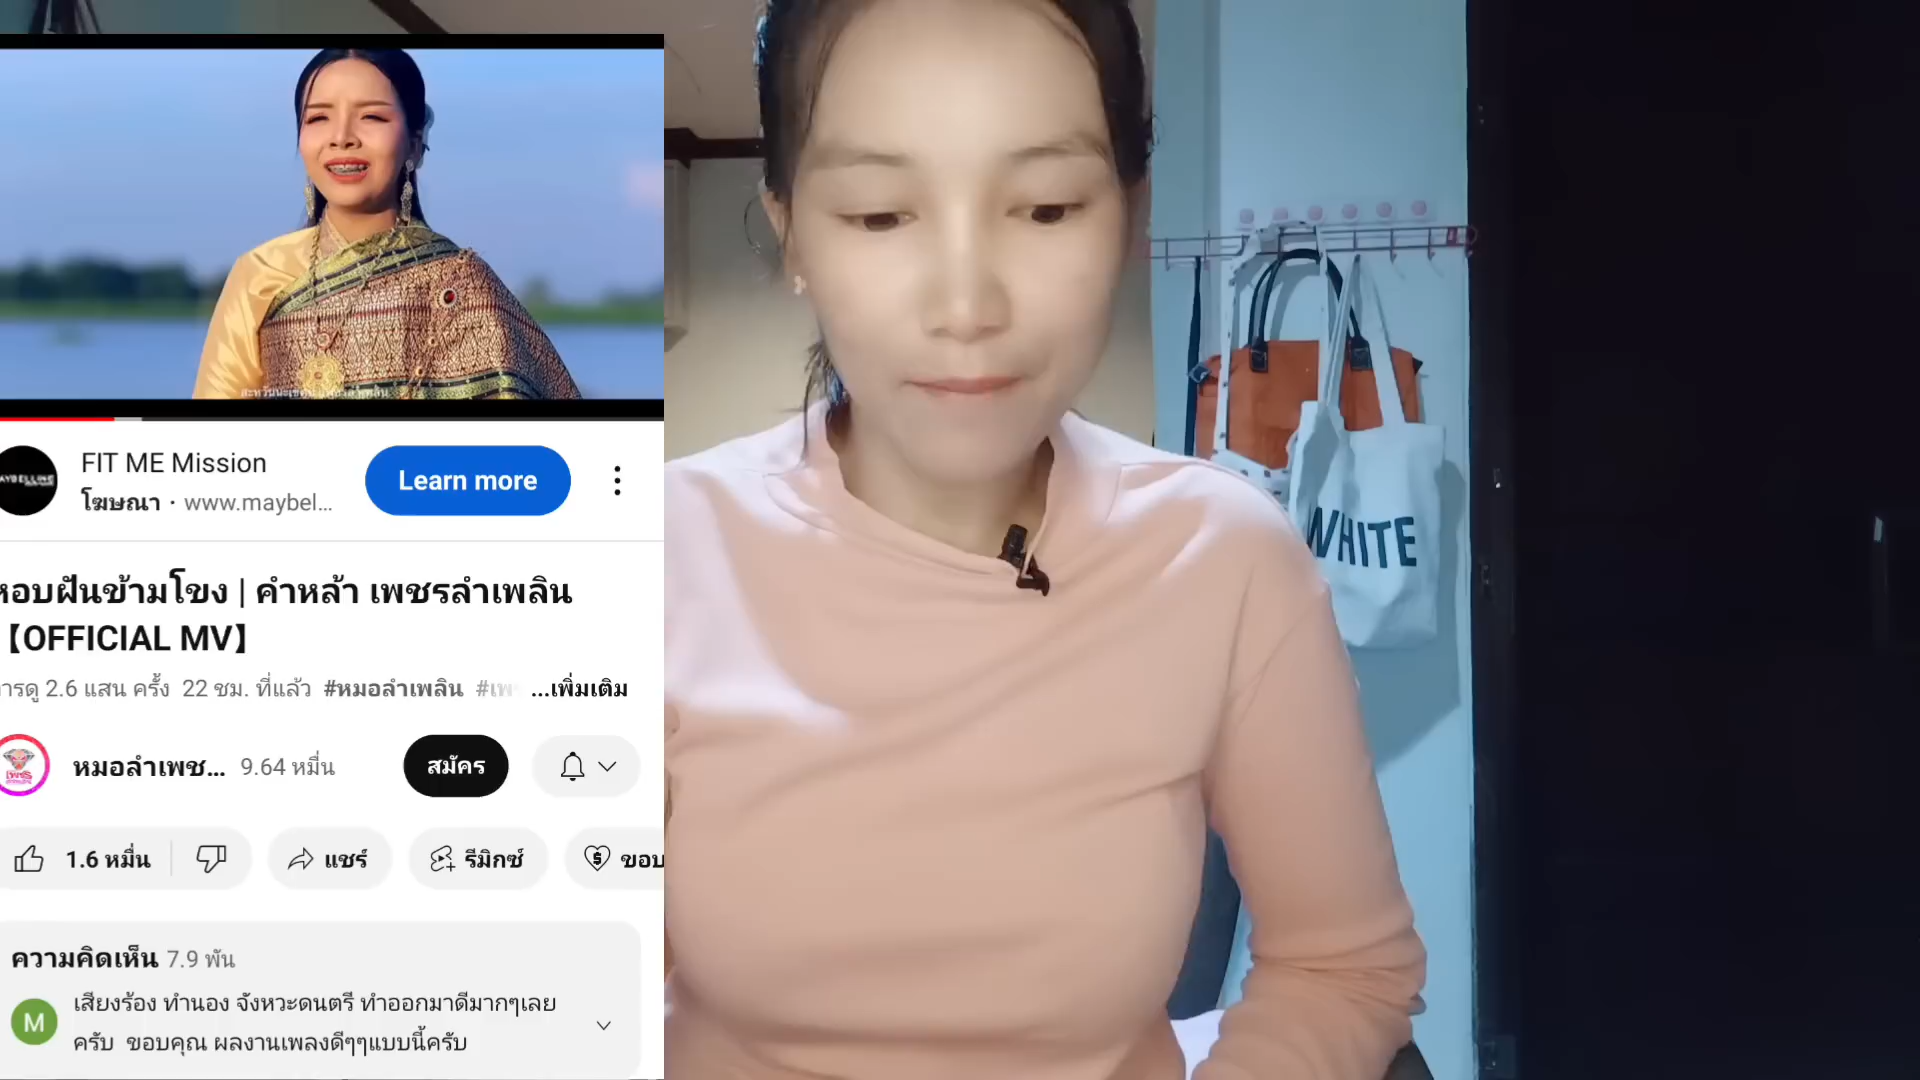 FIT ME Mission
โฆษณา · www.maybel...
Learn more
หอบฝันข้ามโขง | คำหล้า เพชรลำเพลิน
【OFFICIAL MV】
การดู 2.6 แสน ครั้ง 22 ชม. ที่แล้ว #หมอลำเพลิน #เพ ...เพิ่มเติม
หมอลำเพช... 9.64 หมื่น
สมัคร
1.6 หมื่น
แชร์
รีมิกซ์
ขอบ
ความคิดเห็น 7.9 พัน
M
เสียงร้อง ทำนอง จังหวะดนตรี ทำออกมาดีมากๆเลย
ครับ ขอบคุณ ผลงานเพลงดีๆๆแบบนี้ครับ
WHITE